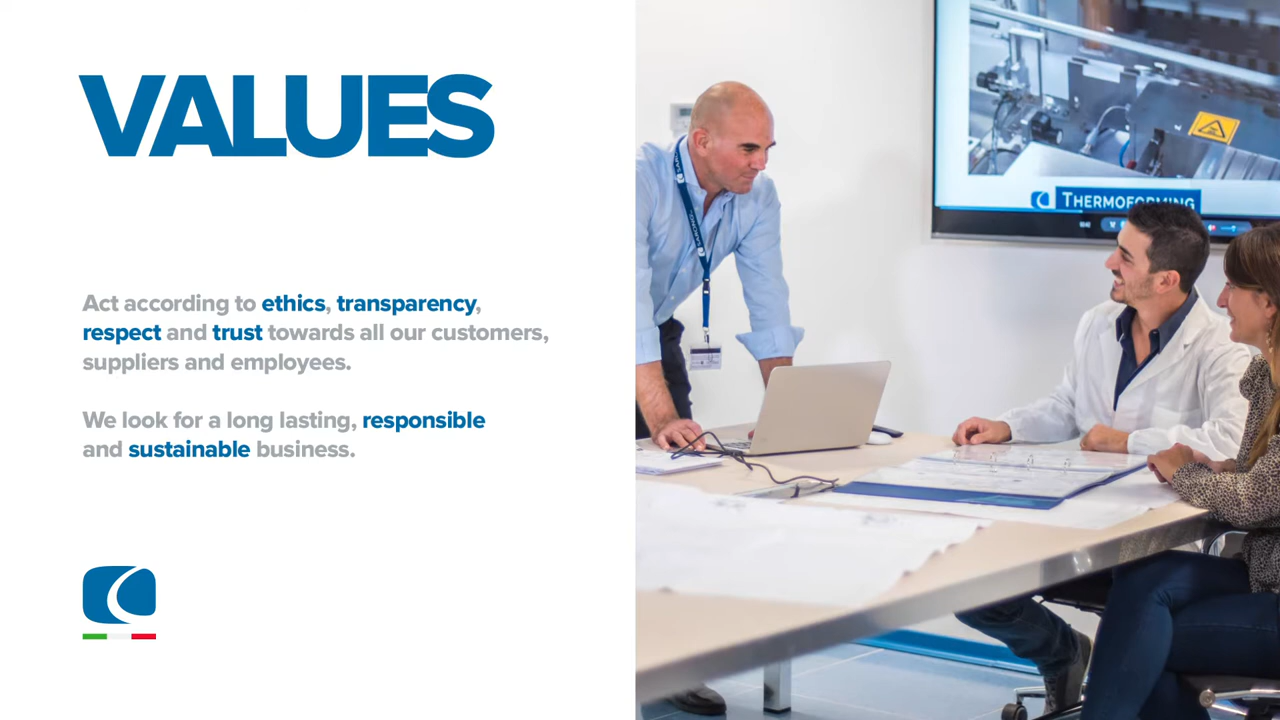 VALUES
Act according to ethics, transparency,
respect and trust towards all our customers,
suppliers and employees.
We look for a long lasting, responsible
and sustainable business.
THERMOFORMING